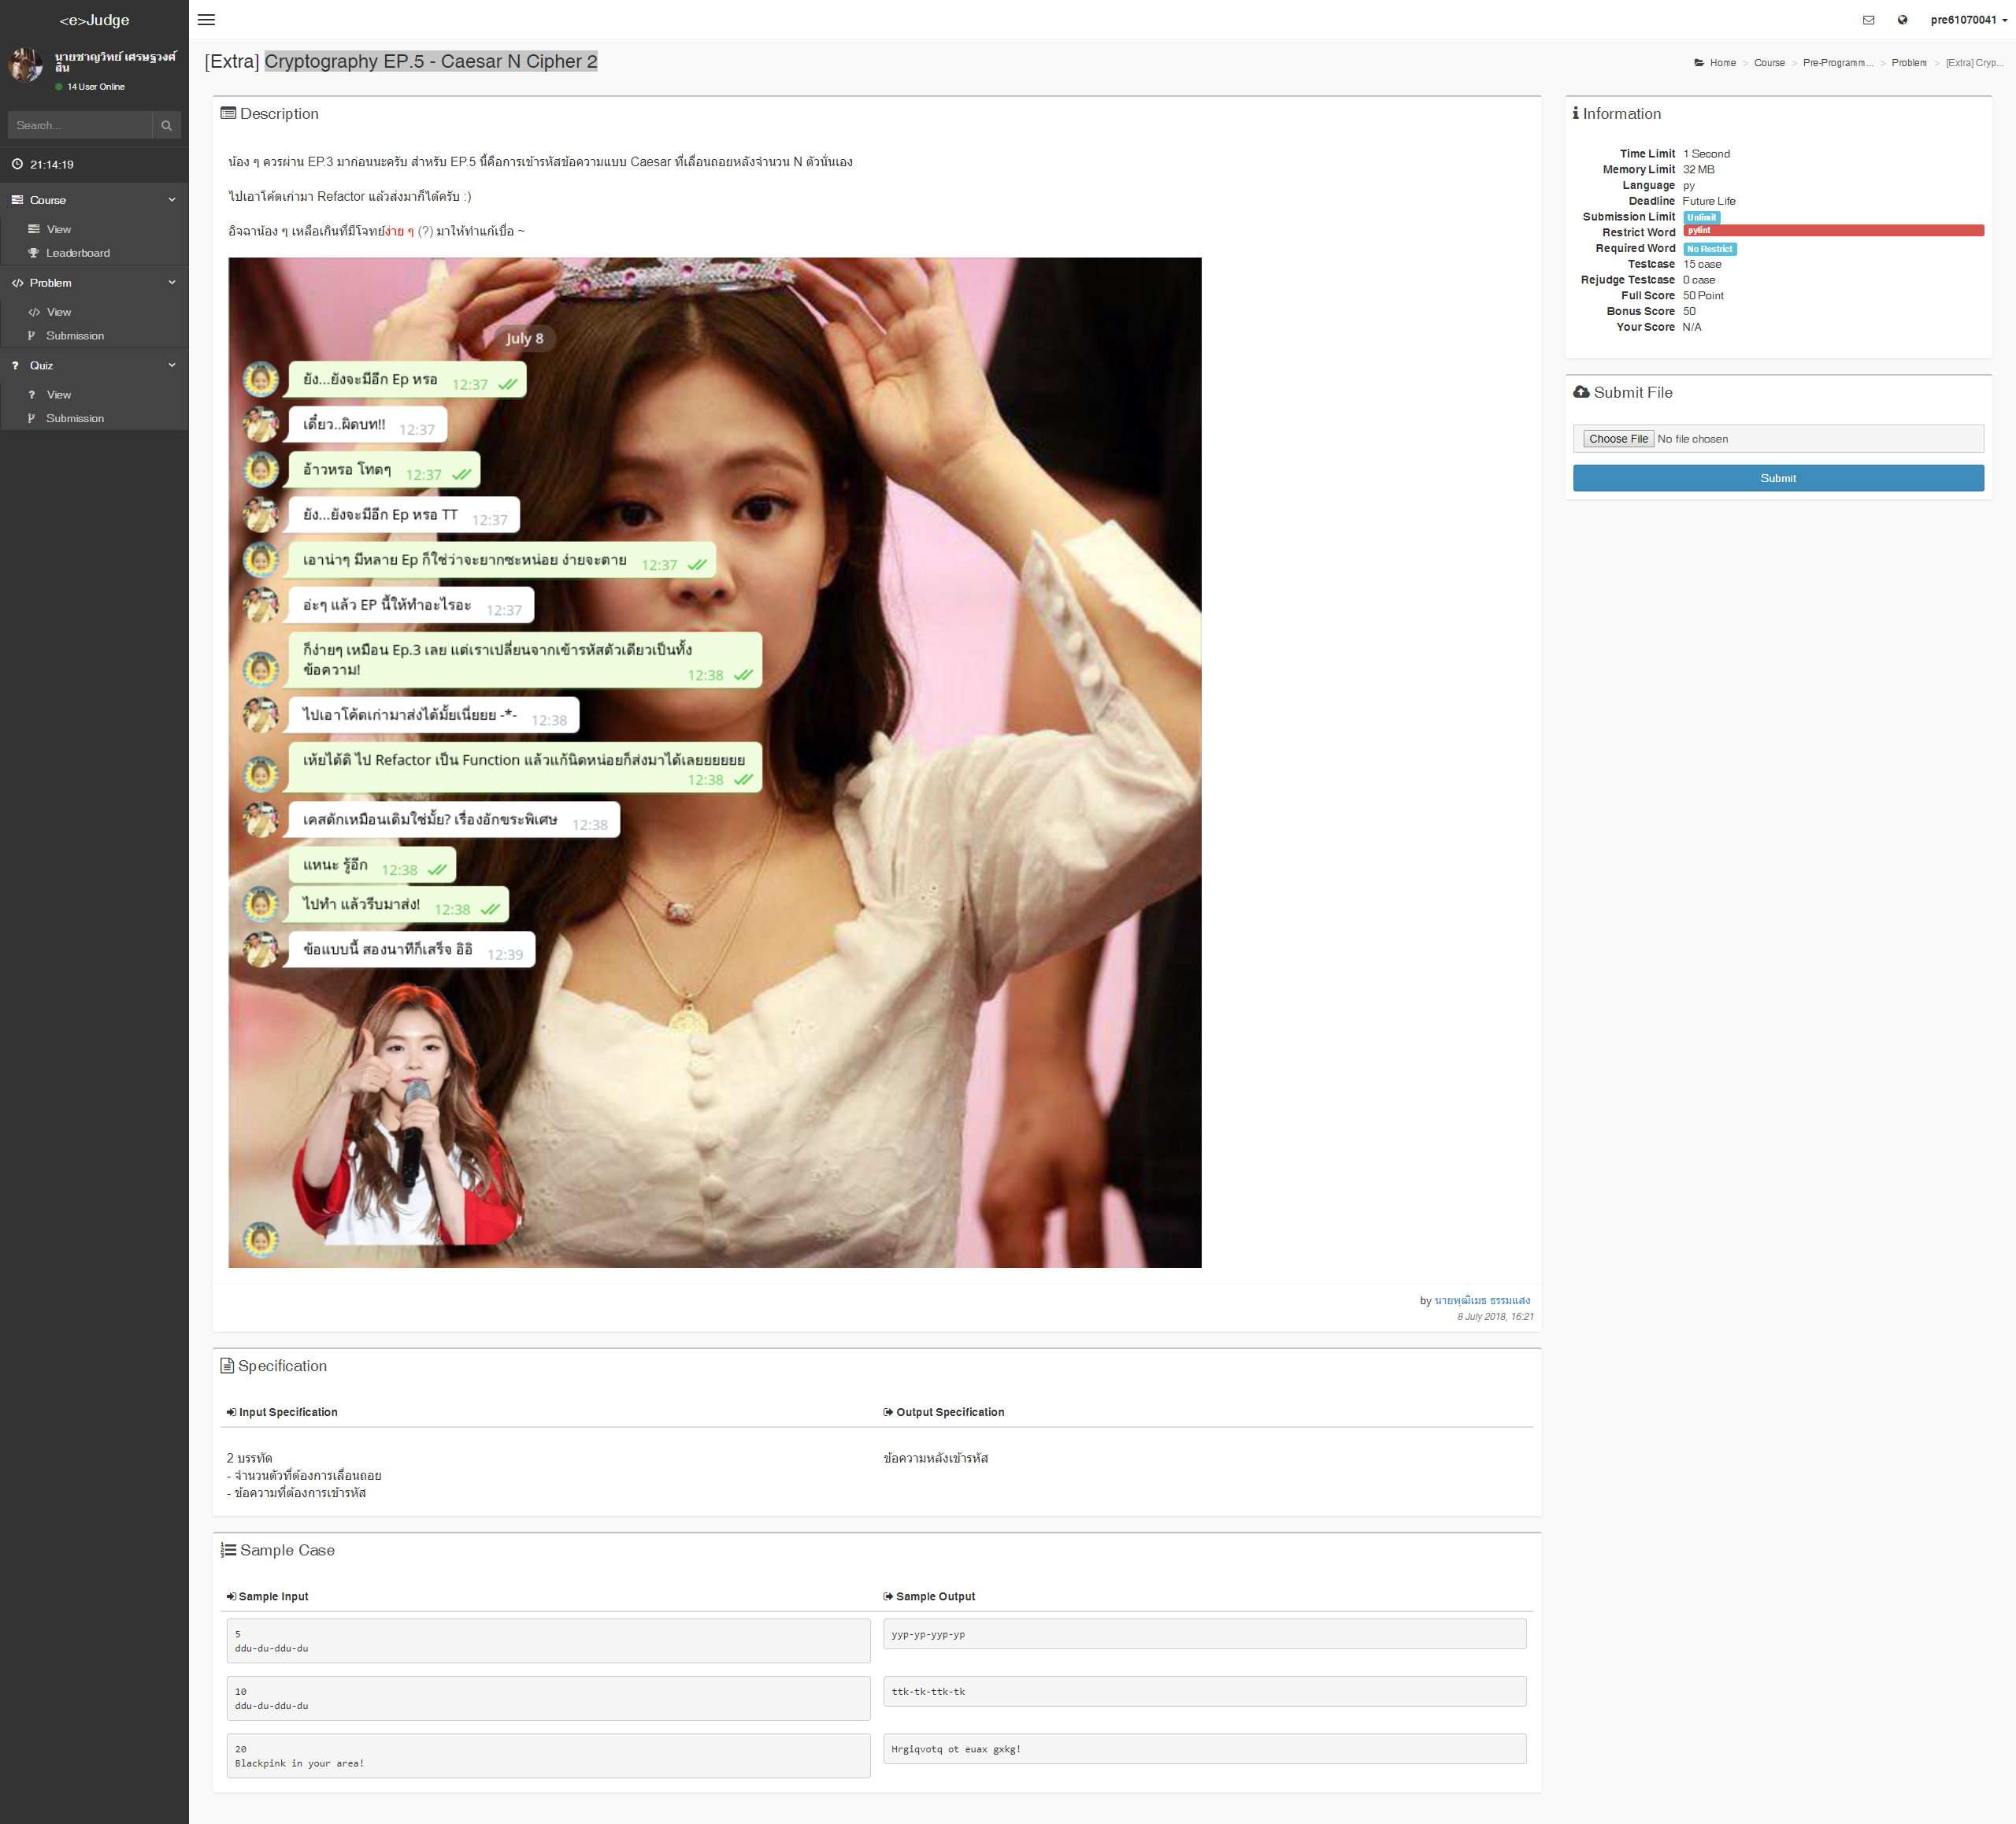 <e>Judge
pre61070041
นายชาญวิทย์ เศรษฐวงศ์
สิน
14 User Online
Search...
21:14:19
Course
View
Leaderboard
Problem
View
Submission
Quiz
View
Submission
[Extra] Cryptography EP.5 - Caesar N Cipher 2
Home > Course > Pre-Programm... > Problem > [Extra] Cryp...
Description
น้อง ๆ ควรผ่าน EP.3 มาก่อนนะครับ สำหรับ EP.5 นี้คือการเข้ารหัสข้อความแบบ Caesar ที่เลื่อนถอยหลังจำนวน N ตัวนั่นเอง
ไปเอาโค้ดเก่ามา Refactor แล้วส่งมาก็ได้ครับ :)
อิจฉาน้อง ๆ เหลือเกินที่มีโจทย์ง่าย ๆ (?) มาให้ทำแก้เบื่อ ~
July 8
ยัง...ยังจะมีอีก Ep หรอ 12:37
เดี๋ยว..ผิดบท!! 12:37
อ้าวหรอ โทดๆ 12:37
ยัง...ยังจะมีอีก Ep หรอ TT 12:37
เอาน่าๆ มีหลาย Ep ก็ใช่ว่าจะยากซะหน่อย ง่ายจะตาย 12:37
อ่ะๆ แล้ว EP นี้ให้ทำอะไรอะ 12:37
ก็ง่ายๆ เหมือน Ep.3 เลย แต่เราเปลี่ยนจากเข้ารหัสตัวเดียวเป็นทั้ง
ข้อความ! 12:38
ไปเอาโค้ดเก่ามาส่งได้มั้ยเนี่ยยย -*- 12:38
เห้ยได้ดิ ไป Refactor เป็น Function แล้วแก้นิดหน่อยก็ส่งมาได้เลยยยยยย
12:38
เคสดักเหมือนเดิมใช่มั้ย? เรื่องอักขระพิเศษ 12:38
แหนะ รู้อีก 12:38
ไปทำ แล้วรีบมาส่ง! 12:38
ข้อแบบนี้ สองนาทีก็เสร็จ อิอิ 12:39
by นายพุฒิเมธ ธรรมแสง
8 July 2018, 16:21
Information
Time Limit 1 Second
Memory Limit 32 MB
Language py
Deadline Future Life
Submission Limit Unlimit
Restrict Word pylint
Required Word No Restrict
Testcase 15 case
Rejudge Testcase 0 case
Full Score 50 Point
Bonus Score 50
Your Score N/A
Submit File
Choose File No file chosen
Submit
Specification
Input Specification
2 บรรทัด
- จำนวนตัวที่ต้องการเลื่อนถอย
- ข้อความที่ต้องการเข้ารหัส
Output Specification
ข้อความหลังเข้ารหัส
Sample Case
Sample Input
Sample Output
5
ddu-du-ddu-du
yyp-yp-yyp-yp
10
ddu-du-ddu-du
ttk-tk-ttk-tk
20
Blackpink in your area!
Hrgiqvotq ot euax gxkg!